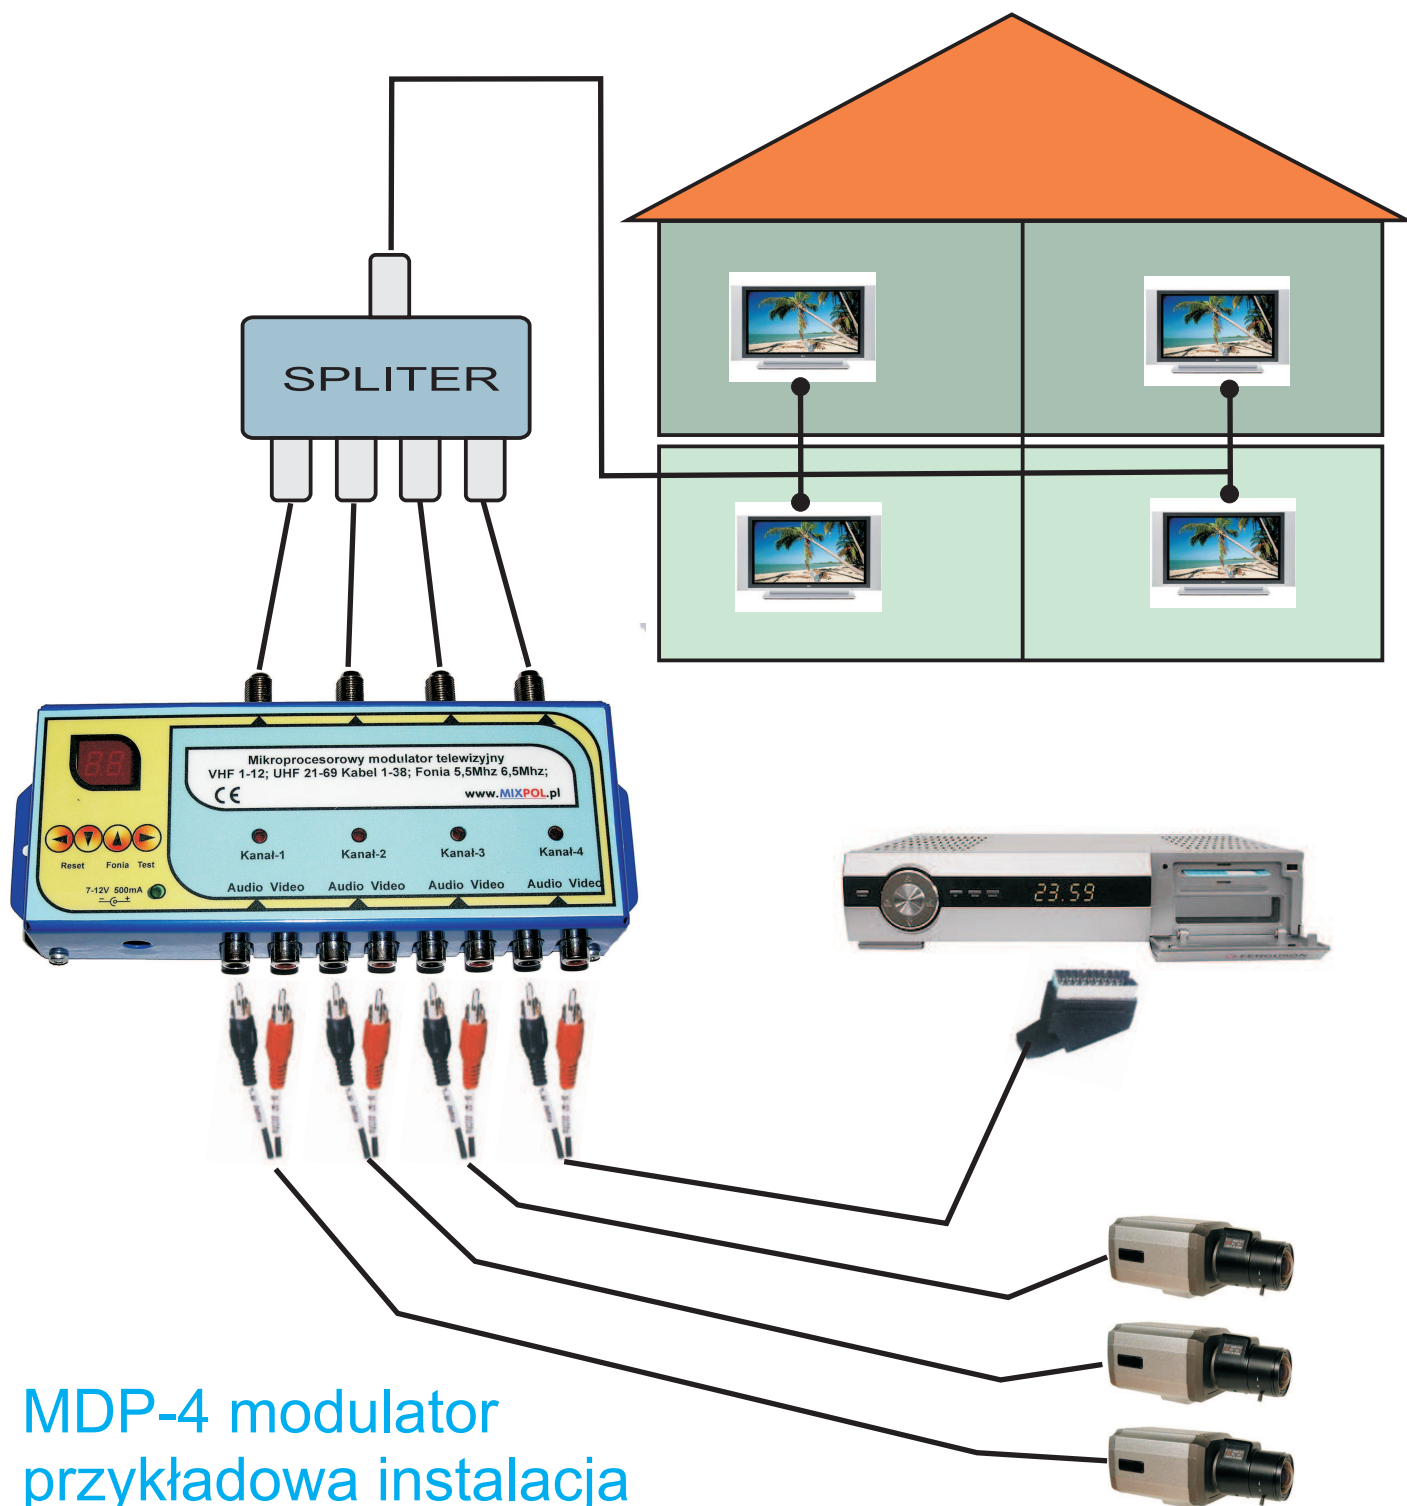 SPLITER
Mikroprocesorowy modulator telewizyjny
VHF 1-12; UHF 21-69 Kabel 1-38; Fonia 5,5Mhz 6,5Mhz;
CE www.MIXPOL.pl
88
Reset Fonia Test
7-12V 500mA
Kanał-1 Kanał-2 Kanał-3 Kanał-4
Audio Video Audio Video Audio Video Audio Video
23.59
FERGUSON
MDP-4 modulator
przykładowa instalacja